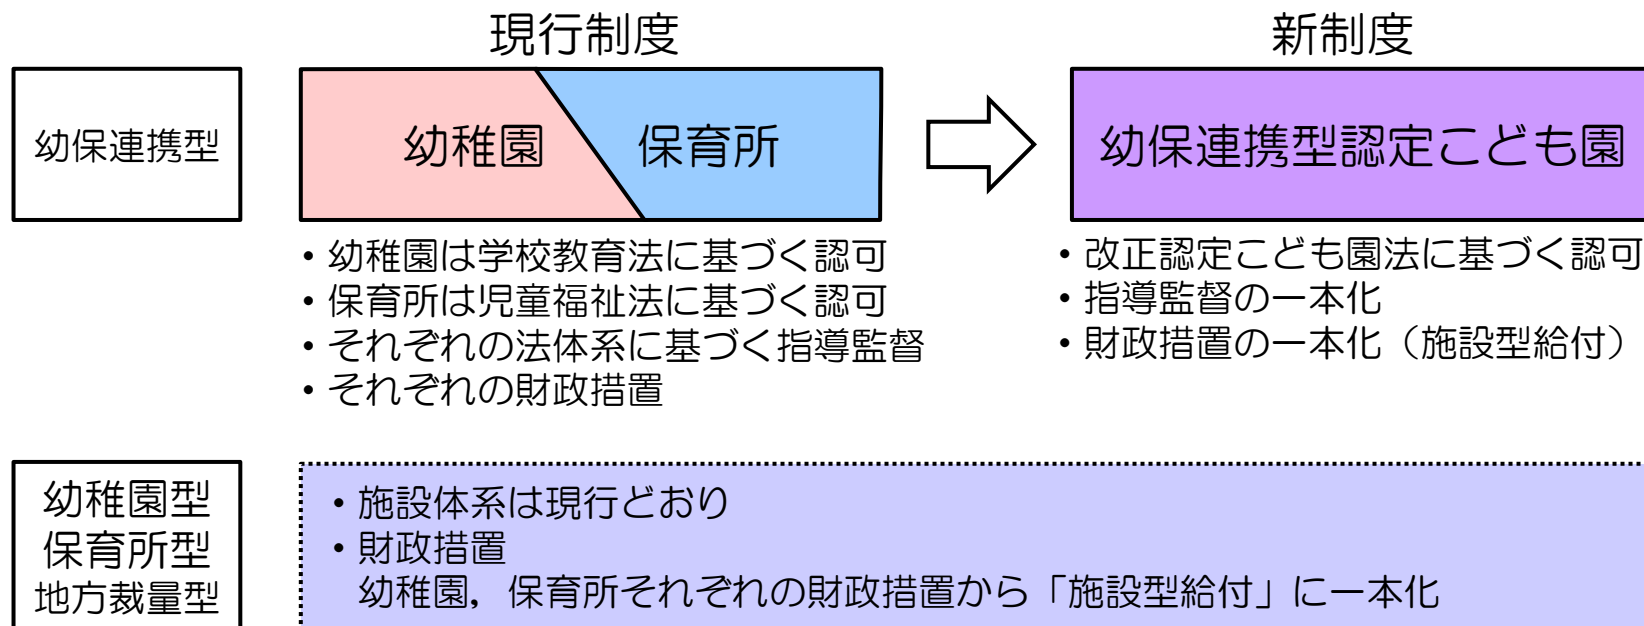 現行制度
新制度
幼保連携型
幼稚園
保育所
幼保連携型認定こども園
・幼稚園は学校教育法に基づく認可
・保育所は児童福祉法に基づく認可
・それぞれの法体系に基づく指導監督
・それぞれの財政措置
・改正認定こども園法に基づく認可
・指導監督の一本化
・財政措置の一本化（施設型給付）
幼稚園型
保育所型
地方裁量型
・施設体系は現行どおり
・財政措置
幼稚園，保育所それぞれの財政措置から「施設型給付」に一本化